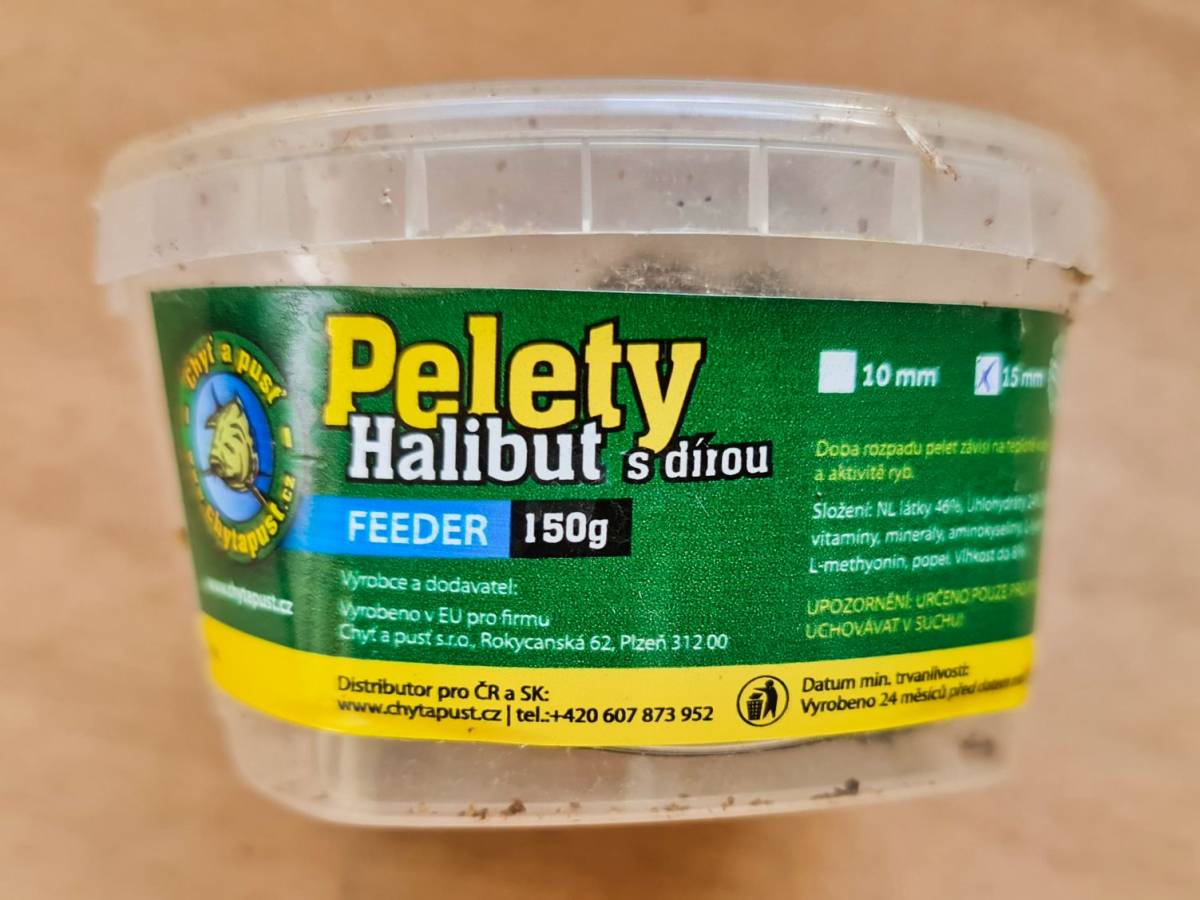 Chyť a pusť
www.chytapust.cz
www.chytapust.cz
Pelety
Halibut s dírou
FEEDER 150g
Výrobce a dodavatel:
Vyrobeno v EU pro firmu
Chyť a pusť s.r.o., Rokycanská 62, Plzeň 312 00
Distributor pro ČR a SK:
www.chytapust.cz | tel.:+420 607 873 952
10 mm 15 mm
Doba rozpadu pelet závisí na teplotě
a aktivitě ryb.
Složení: NL látky 46%, Uhlohydráty
vitamíny, minerály, aminokyseliny
L-methyonin, popel. Vlhkost do
UPOZORNĚNÍ: URČENO POUZE
UCHOVÁVAT V SUCHU!
Datum min. trvanlivosti:
Vyrobeno 24 měsíců před datem